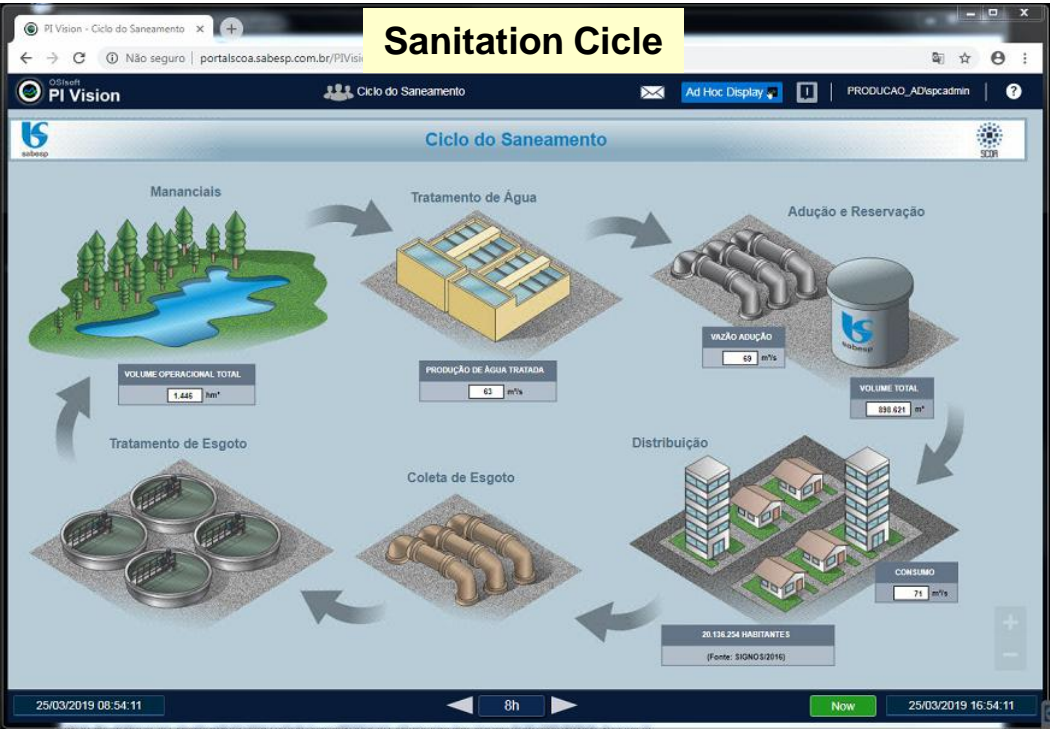 PI Vision - Ciclo do Saneamento
Sanitation Cicle
Não seguro | portalscoa.sabesp.com.br/PIVisi
OSIsoft
PI Vision
Ciclo do Saneamento
Ad Hoc Display
PRODUCAO_AD\spcadmin
?
sabesp
Ciclo do Saneamento
SCOA
Mananciais
Tratamento de Água
Adução e Reservação
VAZÃO ADUÇÃO
69 m³/s
sabesp
VOLUME OPERACIONAL TOTAL
1.446 hm³
PRODUÇÃO DE ÁGUA TRATADA
63 m³/s
VOLUME TOTAL
898.621 m³
Tratamento de Esgoto
Coleta de Esgoto
Distribuição
CONSUMO
71 m³/s
20.136.254 HABITANTES
(Fonte: SIGNOS/2016)
+
−
25/03/2019 08:54:11
8h
Now
25/03/2019 16:54:11